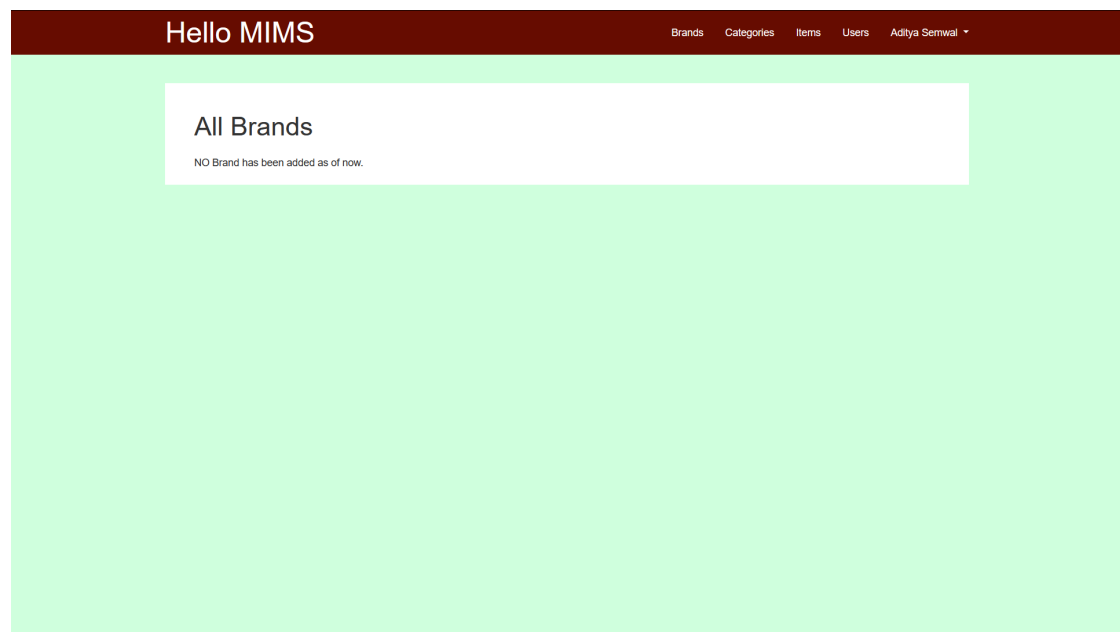 Hello MIMS
Brands Categories Items Users Aditya Semwal
All Brands
NO Brand has been added as of now.